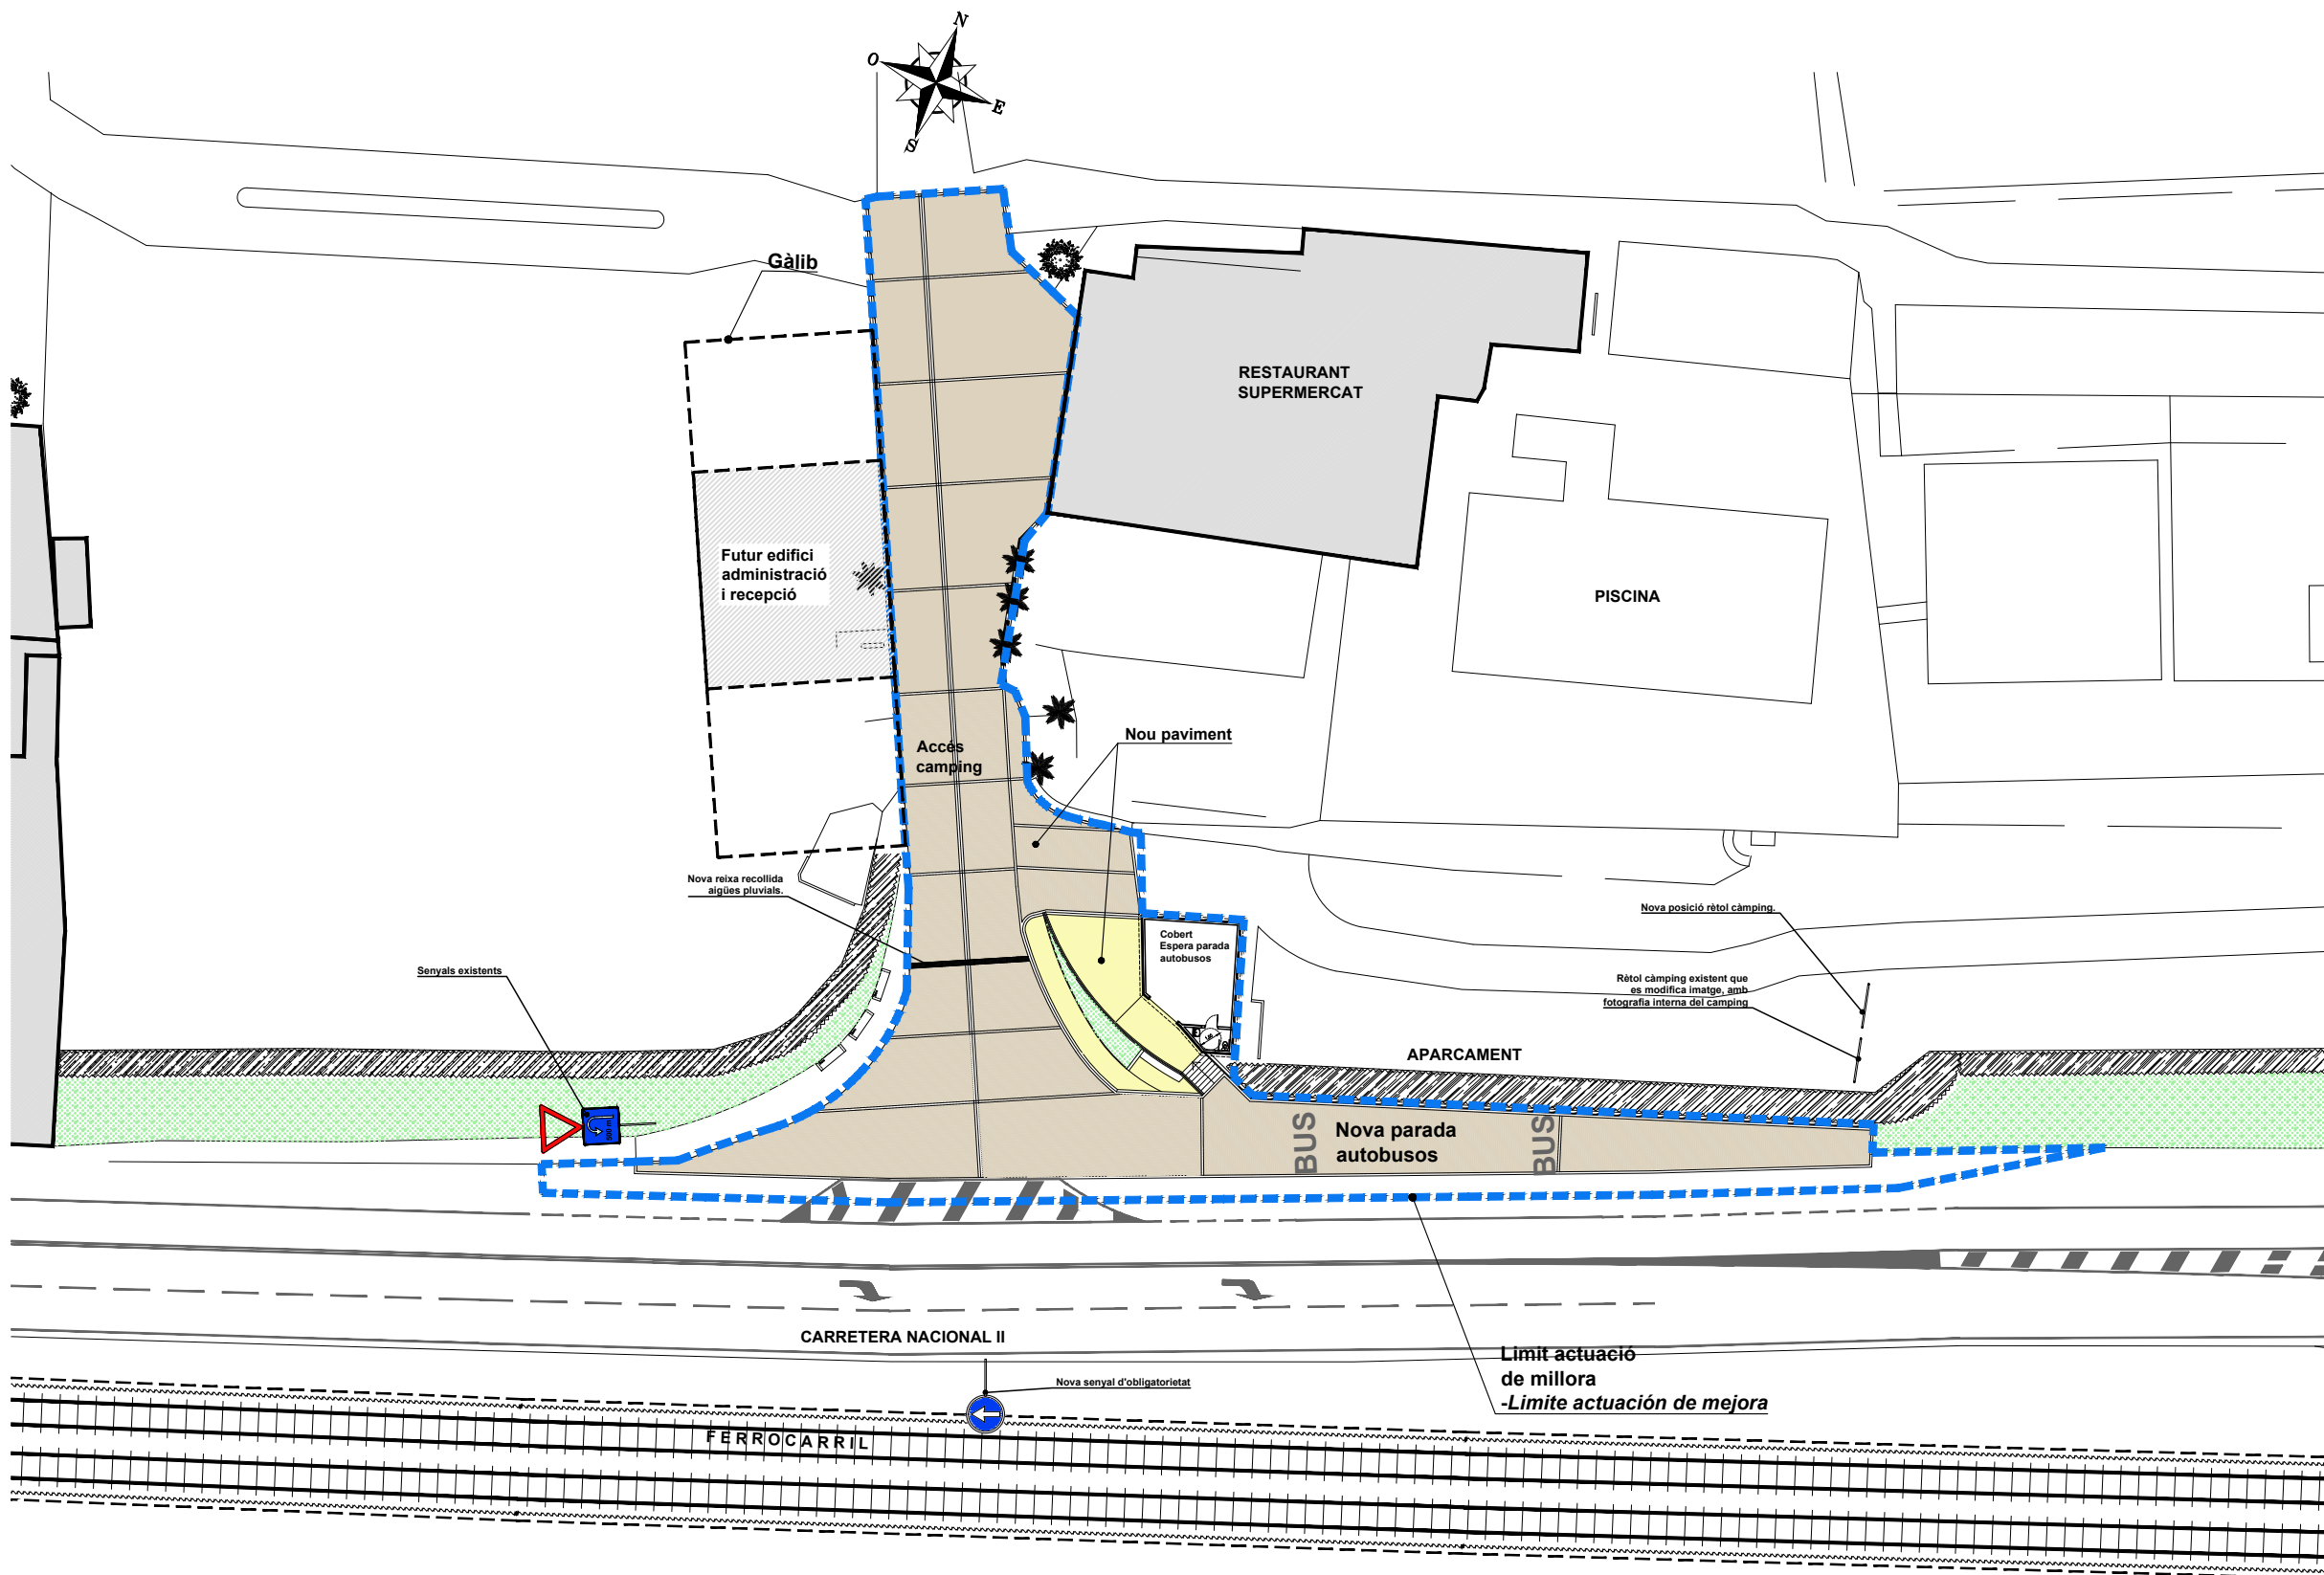 N
O
E
S
Gàlib
RESTAURANT
SUPERMERCAT
Futur edifici
administració
i recepció
PISCINA
Accés
camping
Nou paviment
Nova reixa recollida
aigües pluvials.
Cobert
Espera parada
autobusos
Nova posició rètol càmping.
Senyals existents
Rètol càmping existent que
es modifica imatge, amb
fotografia interna del camping
APARCAMENT
BUS
Nova parada
autobusos
BUS
CARRETERA NACIONAL II
Limit actuació
de millora
-Limite actuación de mejora
Nova senyal d'obligatorietat
FERROCARRIL